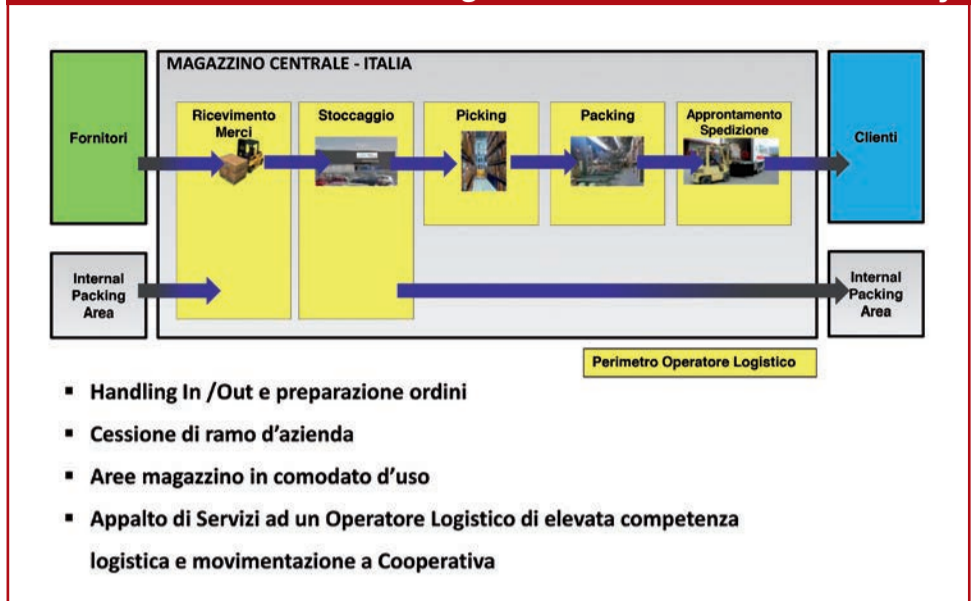 MAGAZZINO CENTRALE - ITALIA
Fornitori
Ricevimento
Merci
Stoccaggio
Picking
Packing
Approntamento
Spedizione
Clienti
Internal
Packing
Area
Internal
Packing
Area
Perimetro Operatore Logistico
▪ Handling In /Out e preparazione ordini
▪ Cessione di ramo d'azienda
▪ Aree magazzino in comodato d'uso
▪ Appalto di Servizi ad un Operatore Logistico di elevata competenza
logistica e movimentazione a Cooperativa